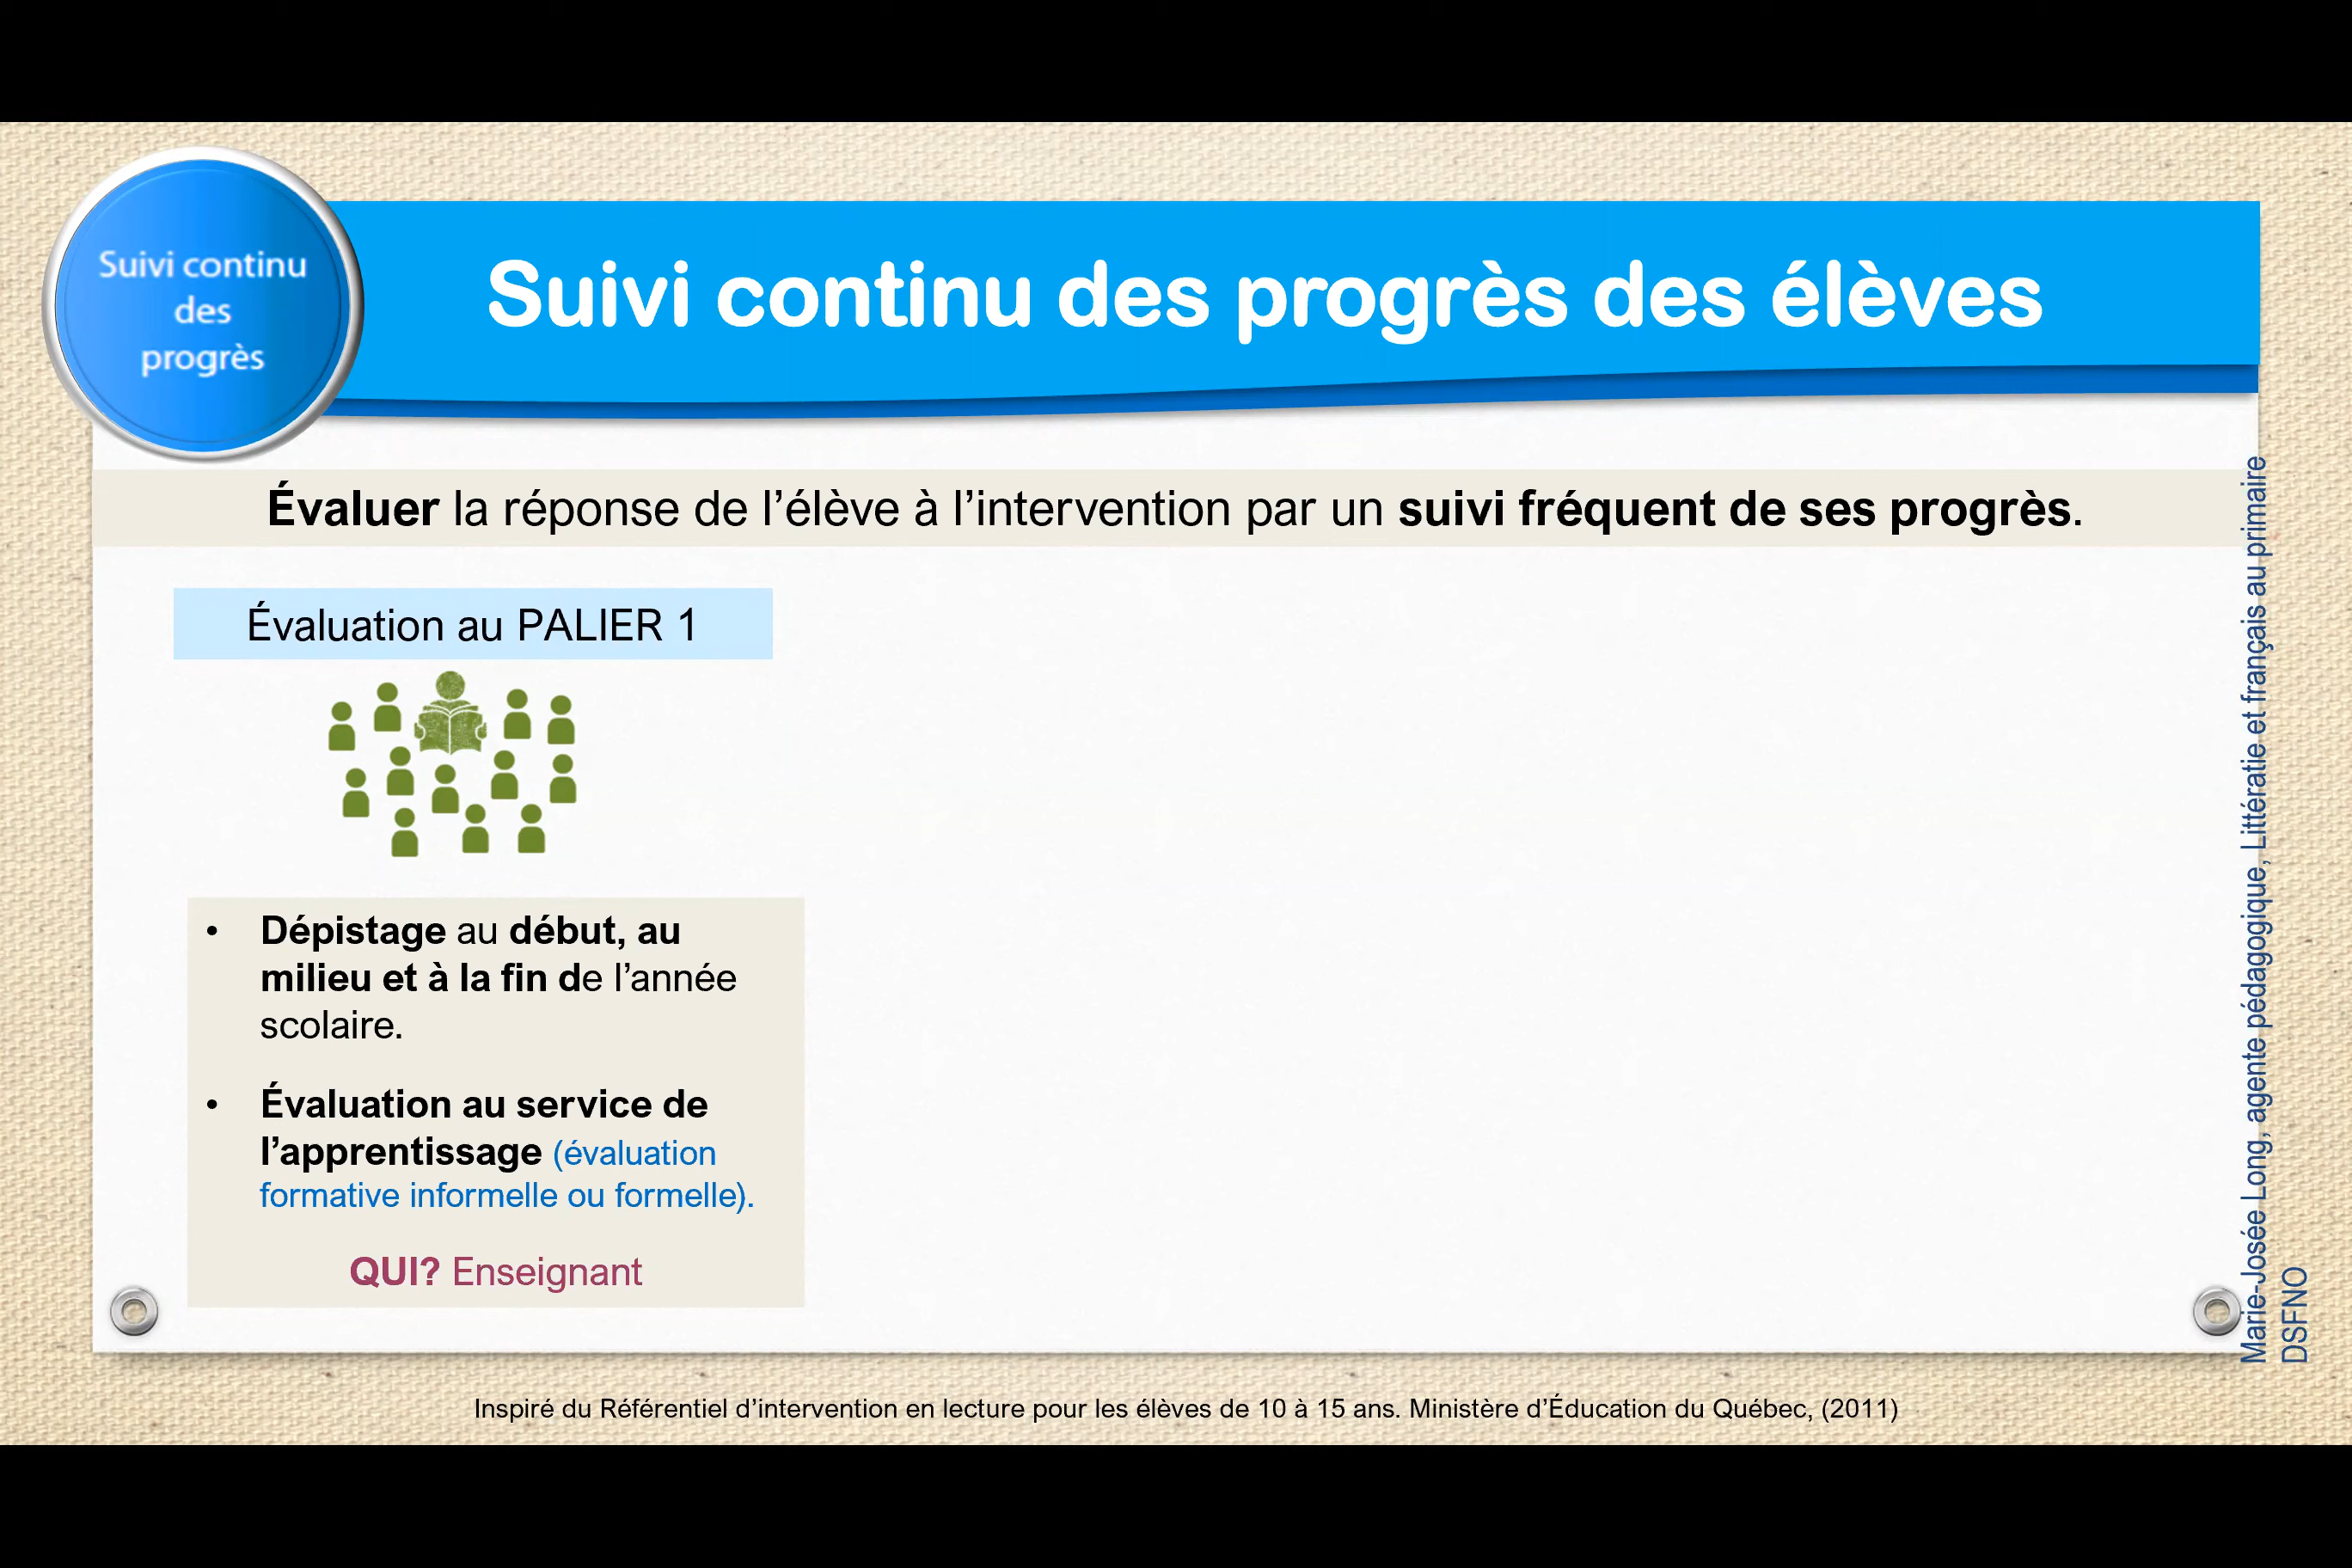 Suivi continu
des
progrès
Suivi continu des progrès des élèves
Évaluer la réponse de l’élève à l’intervention par un suivi fréquent de ses progrès.
Évaluation au PALIER 1
• Dépistage au début, au
milieu et à la fin de l’année
scolaire.
• Évaluation au service de
l’apprentissage (évaluation
formative informelle ou formelle).
QUI? Enseignant
Marie-Josée Long, agente pédagogique, Littératie et français au primaire
DSFNO
Inspiré du Référentiel d’intervention en lecture pour les élèves de 10 à 15 ans. Ministère d’Éducation du Québec, (2011)